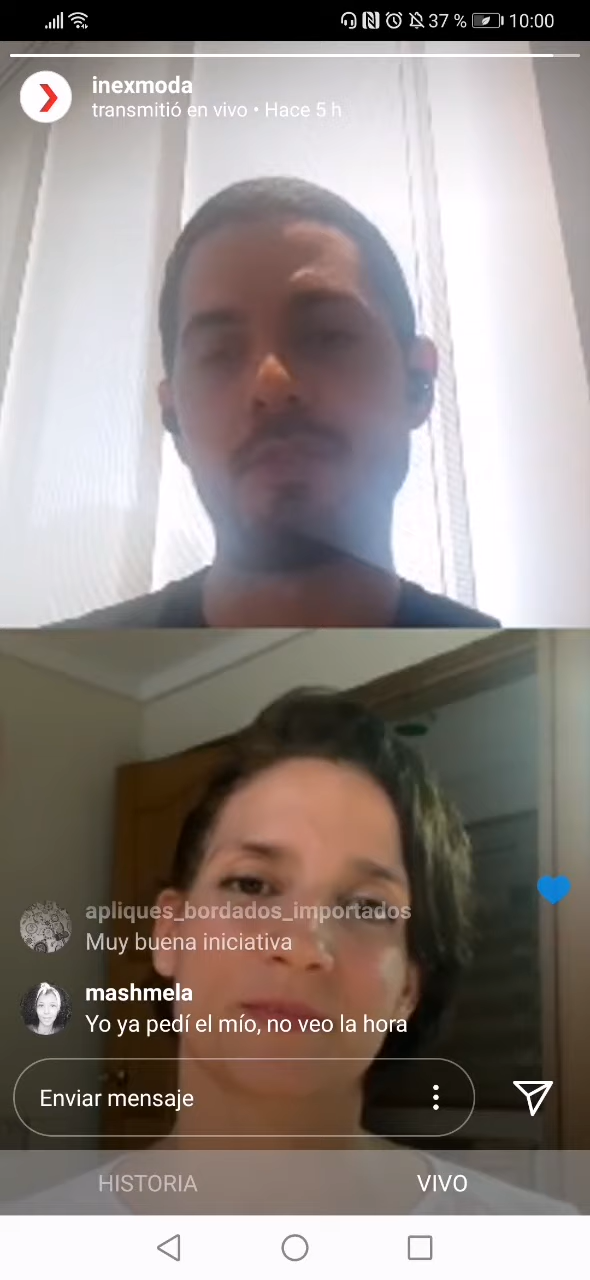 37 % 10:00
inexmoda
transmitió en vivo • Hace 5 h
apliques_bordados_importados
Muy buena iniciativa
mashmela
Yo ya pedí el mío, no veo la hora
Enviar mensaje
HISTORIA VIVO